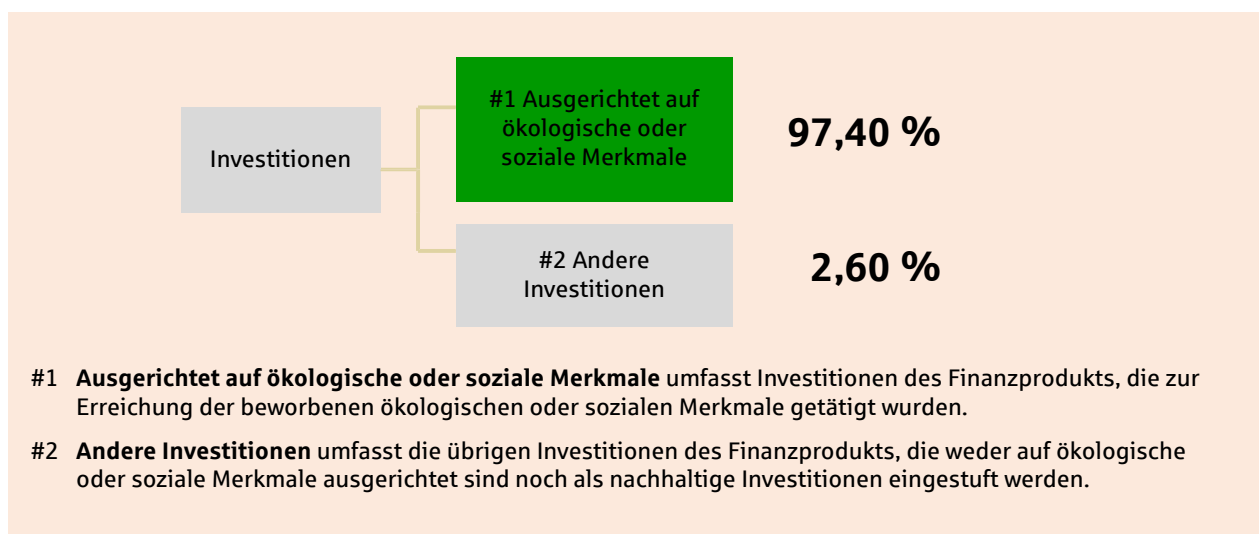 #1 Ausgerichtet auf
ökologische oder
soziale Merkmale
97,40 %
Investitionen
#2 Andere
Investitionen
2,60 %
#1 Ausgerichtet auf ökologische oder soziale Merkmale umfasst Investitionen des Finanzprodukts, die zur
Erreichung der beworbenen ökologischen oder sozialen Merkmale getätigt wurden.
#2 Andere Investitionen umfasst die übrigen Investitionen des Finanzprodukts, die weder auf ökologische
oder soziale Merkmale ausgerichtet sind noch als nachhaltige Investitionen eingestuft werden.